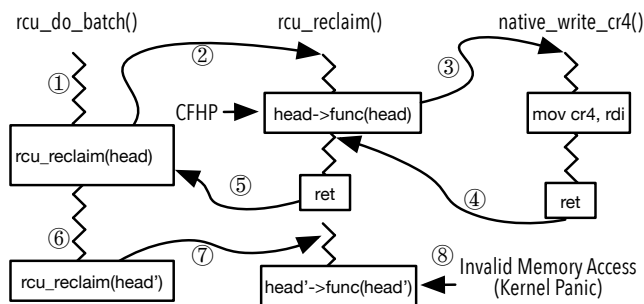 rcu_do_batch()
rcu_reclaim()
native_write_cr4()
①
②
③
CFHP
head->func(head)
mov cr4, rdi
rcu_reclaim(head)
⑤
ret
④
ret
⑥
⑦
⑧
rcu_reclaim(head')
head'->func(head')
Invalid Memory Access
(Kernel Panic)